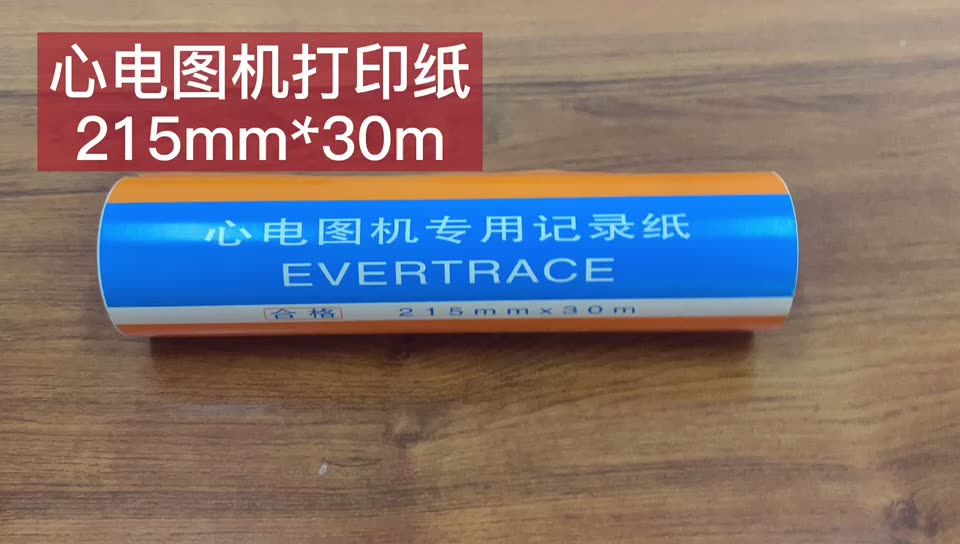 心电图机打印纸
215mm*30m
心电图机专用记录纸
EVERTRACE
合格 215mmx30m